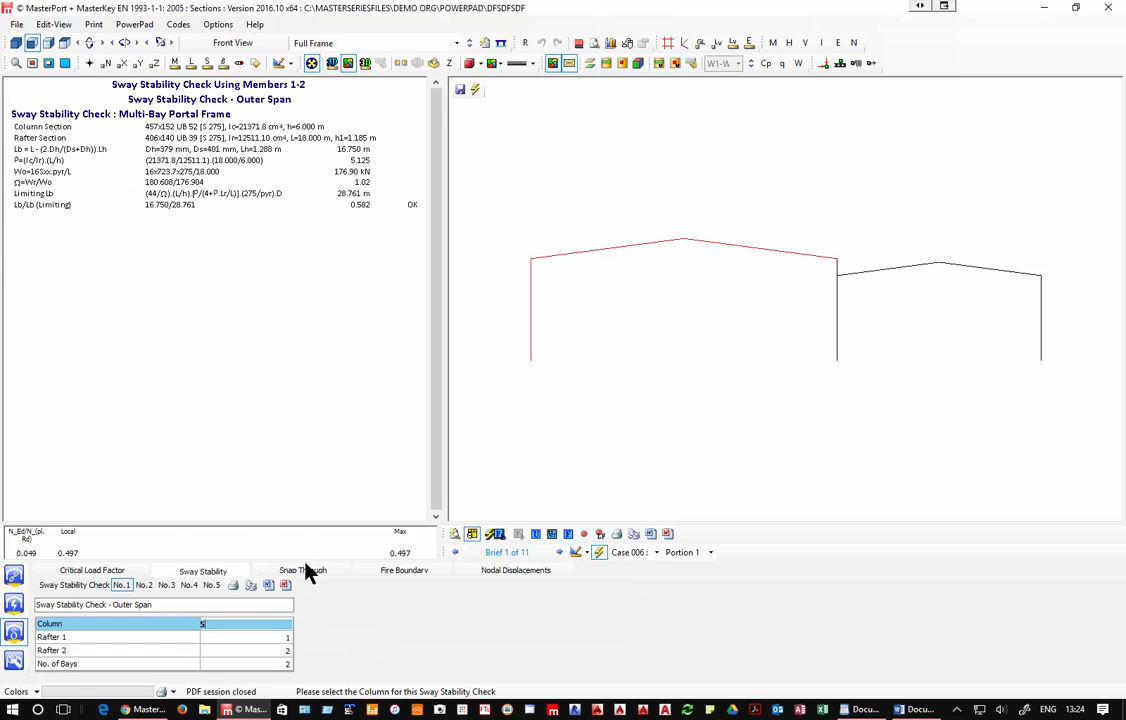 © MasterPort + MasterKey EN 1993-1-1: 2005 : Sections : Version 2016.10 x64 : C:\MASTERSERIESFILES\DEMO ORG\POWERPAD\DFSDFSDF
File Edit-View Print PowerPad Codes Options Help
Front View Full Frame R M H V I E N
N M L S Z W1-W Cp q W
Sway Stability Check Using Members 1-2
Sway Stability Check - Outer Span
Sway Stability Check : Multi-Bay Portal Frame
Column Section 457x152 UB 52 [S 275], Ic=21371.8 cm4, h=6.000 m
Rafter Section 406x140 UB 39 [S 275], Ir=12511.10 cm4, L=18.000 m, h1=1.185 m
Lb = L - (2.Dh/(Ds+Dh)).Lh Dh=379 mm, Ds=401 mm, Lh=1.288 m 16.750 m
Ρ=(Ic/Ir).(L/h) (21371.8/12511.1).(18.000/6.000) 5.125
Wo=16Sxx.pyr/L 16x723.7x275/18.000 176.90 kN
Ω=Wr/Wo 180.608/176.904 1.02
Limiting Lb (44/Ω).(L/h).[Ρ/(4+Ρ.Lr/L)].(275/pyr).D 28.761 m
Lb/Lb (Limiting) 16.750/28.761 0.582 OK
N_Ed/N_(pl,Rd) Local Max
0.049 0.497 0.497
Brief 1 of 11 Case 006 : Portion 1
Critical Load Factor Sway Stability Snap Through Fire Boundary Nodal Displacements
Sway Stability Check No.1 No.2 No.3 No.4 No.5
Sway Stability Check - Outer Span
Column 5
Rafter 1 1
Rafter 2 2
No. of Bays 2
Colors PDF session closed Please select the Column for this Sway Stability Check
Master... © Mas... Docu... Docu... ENG 13:24